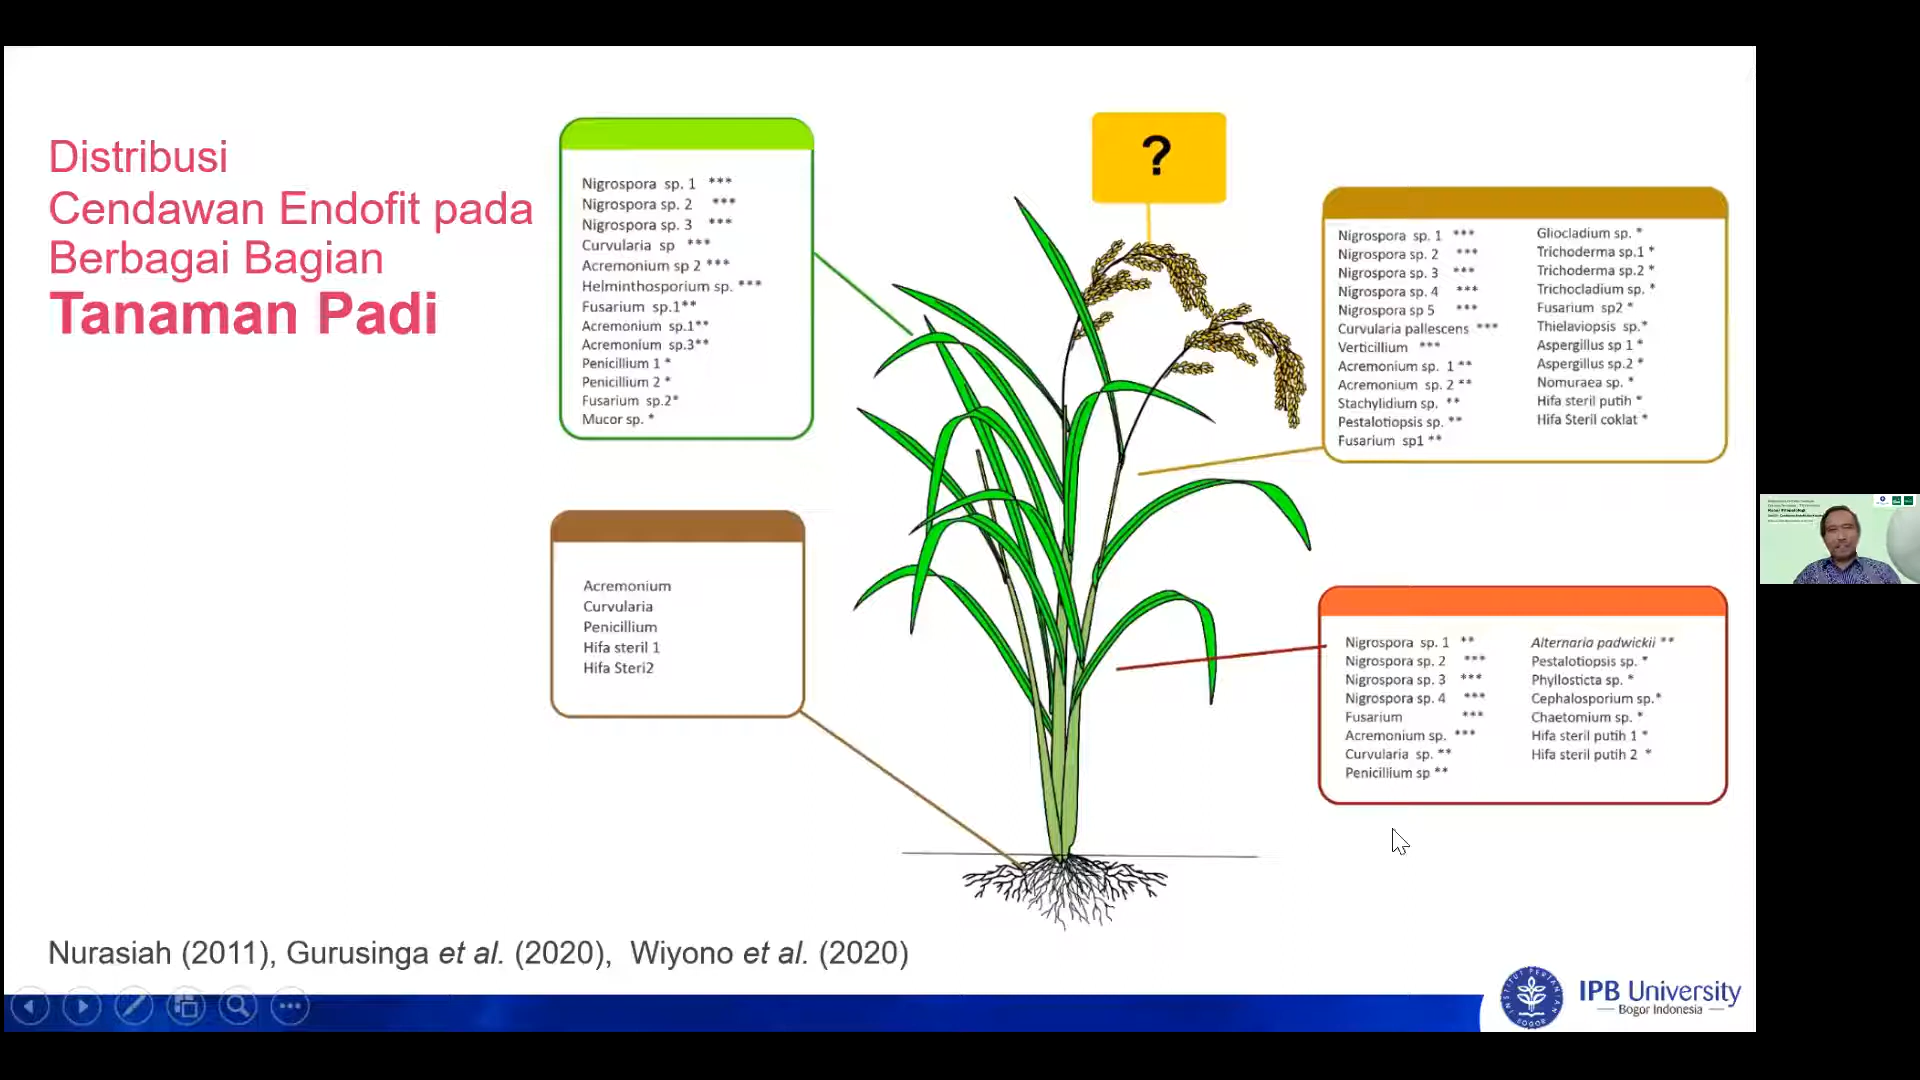 Distribusi
Cendawan Endofit pada
Berbagai Bagian
Tanaman Padi
Nigrospora sp. 1 ***
Nigrospora sp. 2 ***
Nigrospora sp. 3 ***
Curvularia sp ***
Acremonium sp 2 ***
Helminthosporium sp. ***
Fusarium sp.1**
Acremonium sp.1**
Acremonium sp.3**
Penicillium 1 *
Penicillium 2 *
Fusarium sp.2*
Mucor sp. *
?
Nigrospora sp. 1 ***
Nigrospora sp. 2 ***
Nigrospora sp. 3 ***
Nigrospora sp. 4 ***
Nigrospora sp 5 ***
Curvularia pallescens ***
Verticillium ***
Acremonium sp. 1 **
Acremonium sp. 2 **
Stachylidium sp. **
Pestalotiopsis sp. **
Fusarium sp1 **
Gliocladium sp. *
Trichoderma sp.1 *
Trichoderma sp.2 *
Trichocladium sp. *
Fusarium sp2 *
Thielaviopsis sp.*
Aspergillus sp 1 *
Aspergillus sp.2 *
Nomuraea sp. *
Hifa steril putih *
Hifa Steril coklat *
Acremonium
Curvularia
Penicillium
Hifa steril 1
Hifa Steri2
Nigrospora sp. 1 **
Nigrospora sp. 2 ***
Nigrospora sp. 3 ***
Nigrospora sp. 4 ***
Fusarium ***
Acremonium sp. ***
Curvularia sp. **
Penicillium sp **
Alternaria padwickii **
Pestalotiopsis sp. *
Phyllosticta sp. *
Cephalosporium sp.*
Chaetomium sp. *
Hifa steril putih 1 *
Hifa steril putih 2 *
Nurasiah (2011), Gurusinga et al. (2020), Wiyono et al. (2020)
INSTITUT PERTANIAN
BOGOR
IPB University
Bogor Indonesia